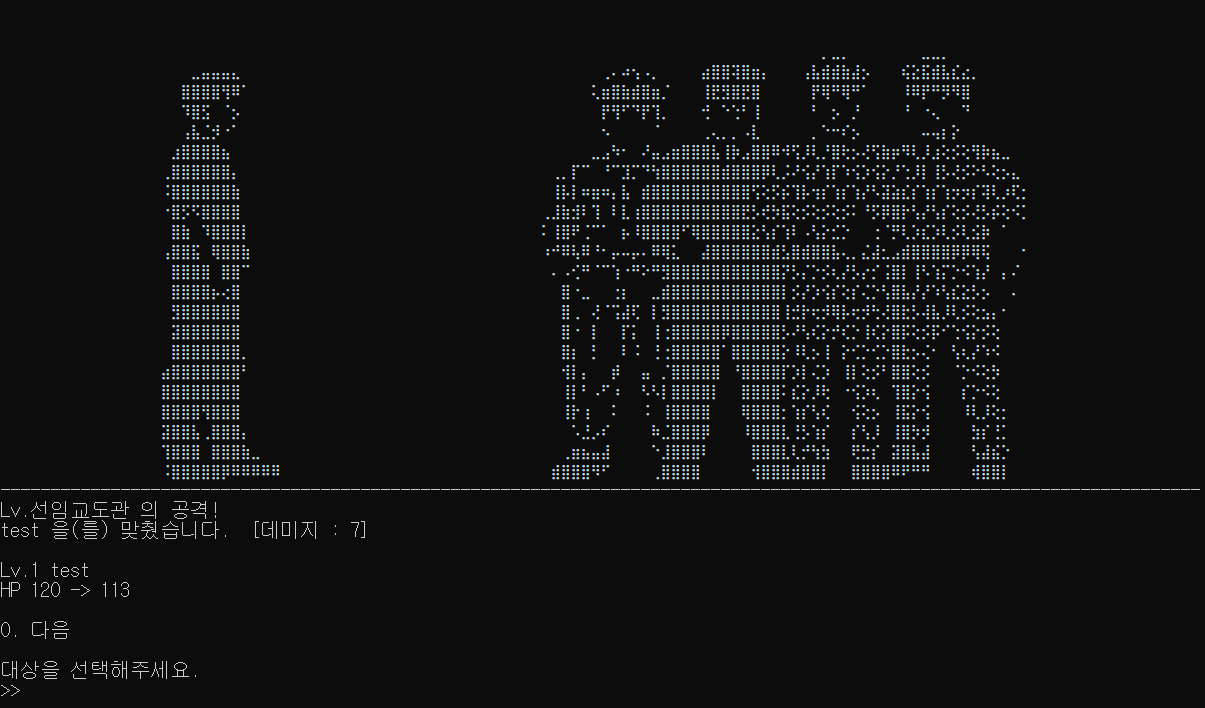 Lv.선임교도관 의 공격!
test 을(를) 맞췄습니다.  [데미지 : 7]
Lv.1 test
HP 120 -> 113
0. 다음
대상을 선택해주세요.
>>